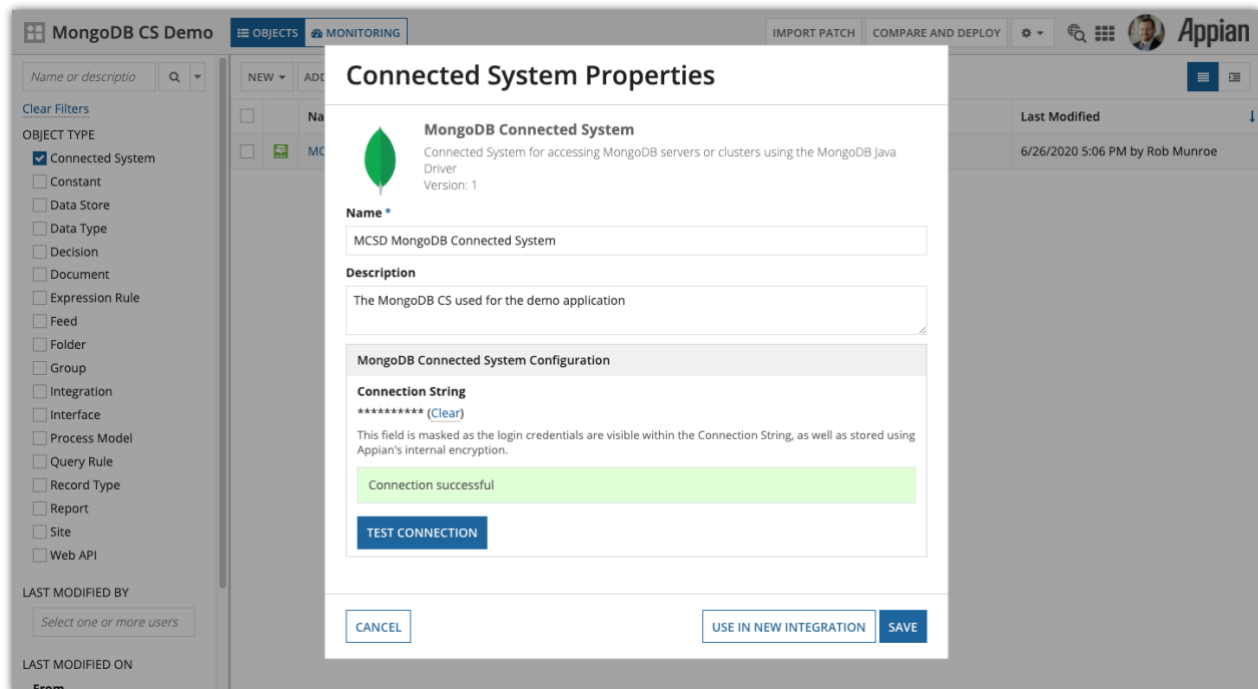 MongoDB CS Demo
OBJECTS
MONITORING
IMPORT PATCH
COMPARE AND DEPLOY
Appian
Name or descriptio
NEW
Clear Filters
OBJECT TYPE
Connected System
Constant
Data Store
Data Type
Decision
Document
Expression Rule
Feed
Folder
Group
Integration
Interface
Process Model
Query Rule
Record Type
Report
Site
Web API
LAST MODIFIED BY
Select one or more users
LAST MODIFIED ON
From
Last Modified
6/26/2020 5:06 PM by Rob Munroe
Connected System Properties
MongoDB Connected System
Connected System for accessing MongoDB servers or clusters using the MongoDB Java
Driver
Version: 1
Name *
MCSD MongoDB Connected System
Description
The MongoDB CS used for the demo application
MongoDB Connected System Configuration
Connection String
********** (Clear)
This field is masked as the login credentials are visible within the Connection String, as well as stored using
Appian's internal encryption.
Connection successful
TEST CONNECTION
CANCEL
USE IN NEW INTEGRATION
SAVE